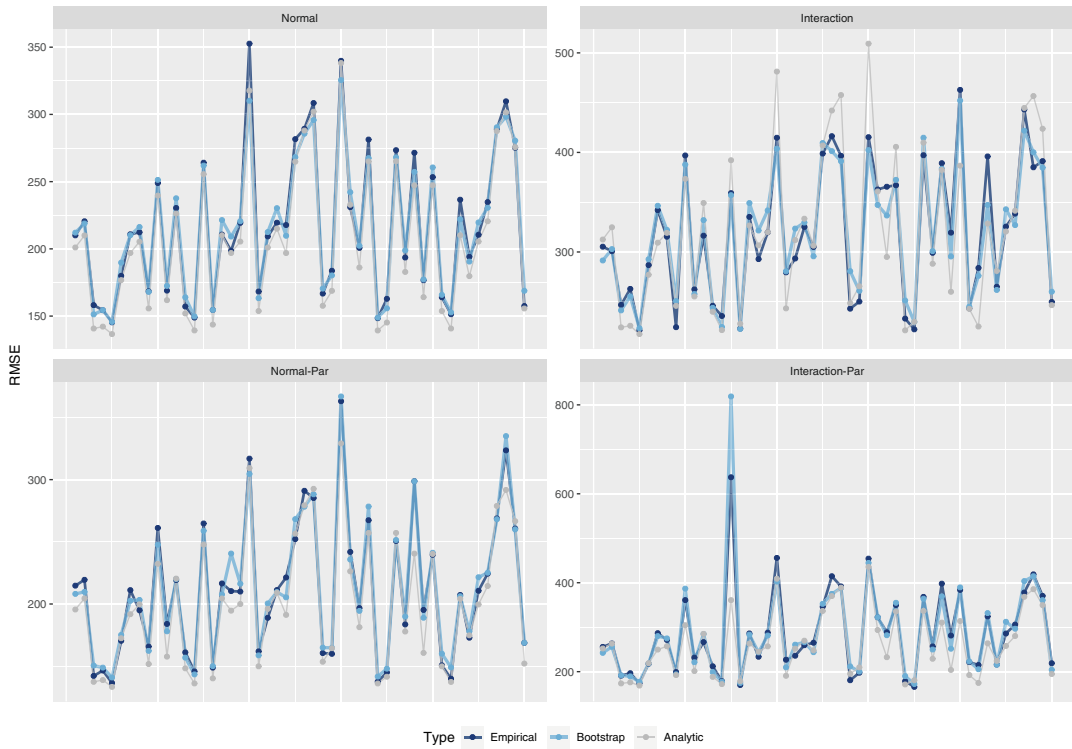 Normal
Interaction
350
300
250
200
150
500
400
300
RMSE
Normal-Par
Interaction-Par
300
200
800
600
400
200
Type Empirical Bootstrap Analytic